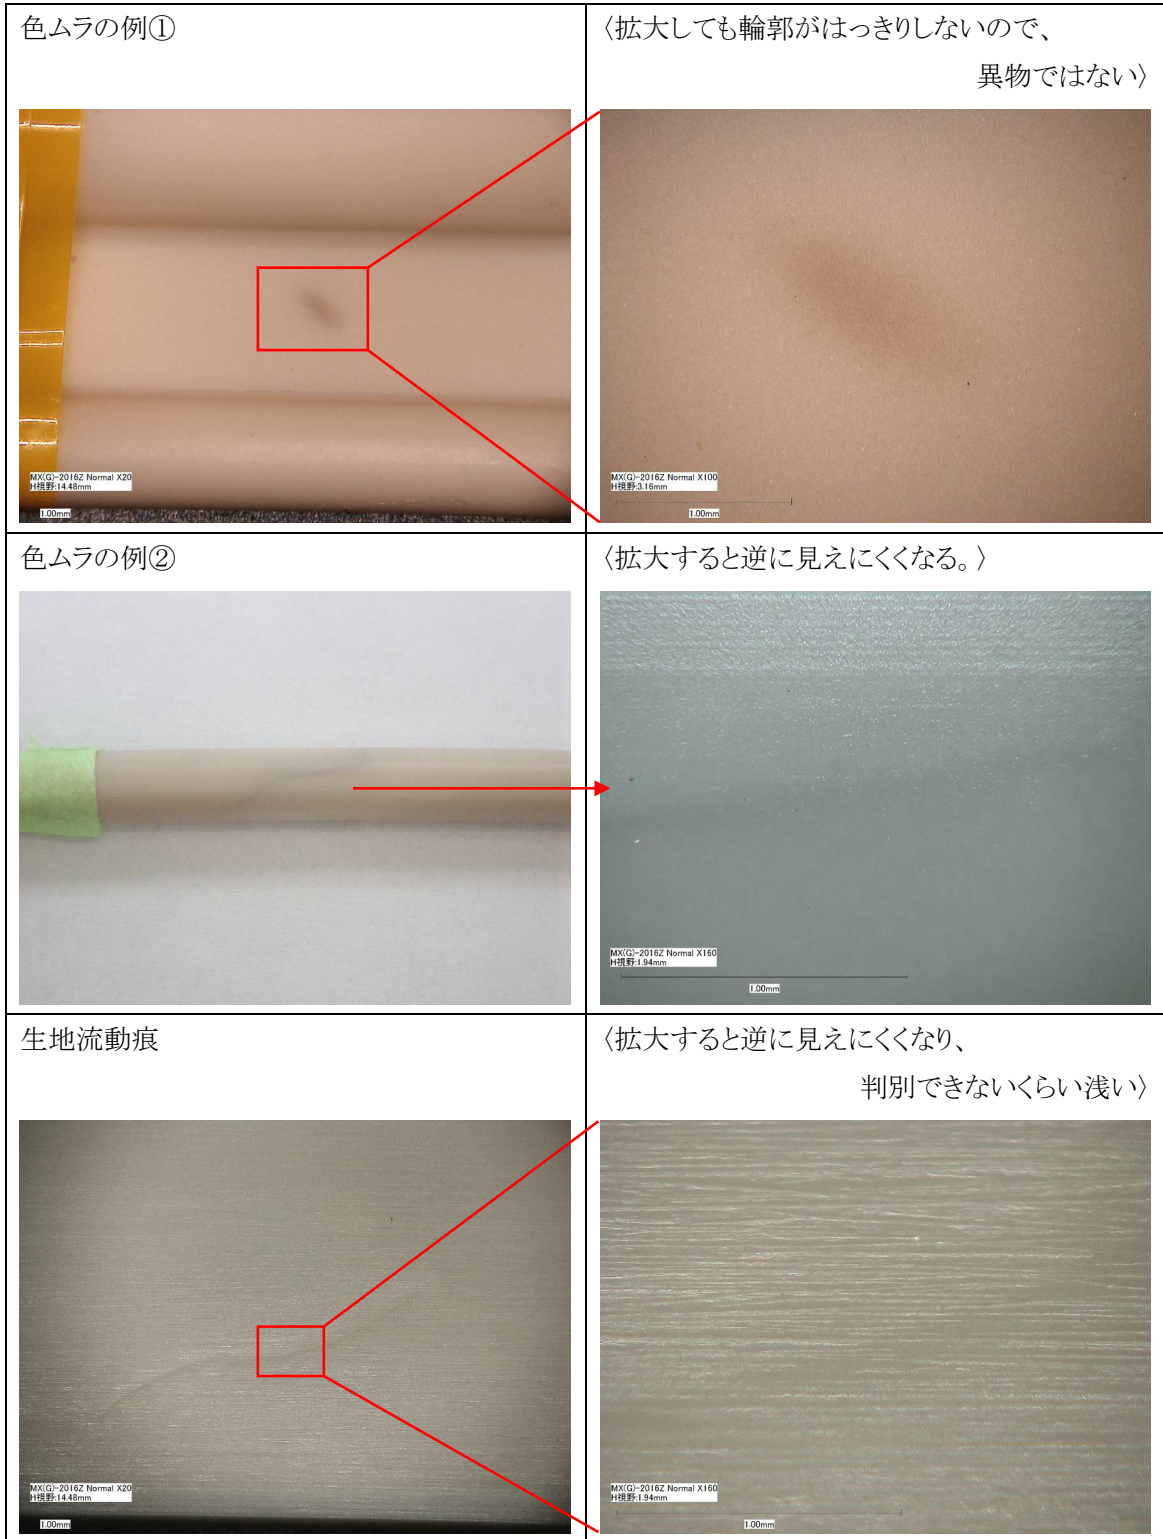 色ムラの例①
〈拡大しても輪郭がはっきりしないので、
異物ではない〉
MX(G)-2016Z Normal X20
H視野:14.48mm
1.00mm
MX(G)-2016Z Normal X100
H視野:3.16mm
1.00mm
色ムラの例②
〈拡大すると逆に見えにくくなる。〉
MX(G)-2016Z Normal X160
H視野:1.94mm
1.00mm
生地流動痕
〈拡大すると逆に見えにくくなり、
判別できないくらい浅い〉
MX(G)-2016Z Normal X20
H視野:14.48mm
1.00mm
MX(G)-2016Z Normal X160
H視野:1.94mm
1.00mm